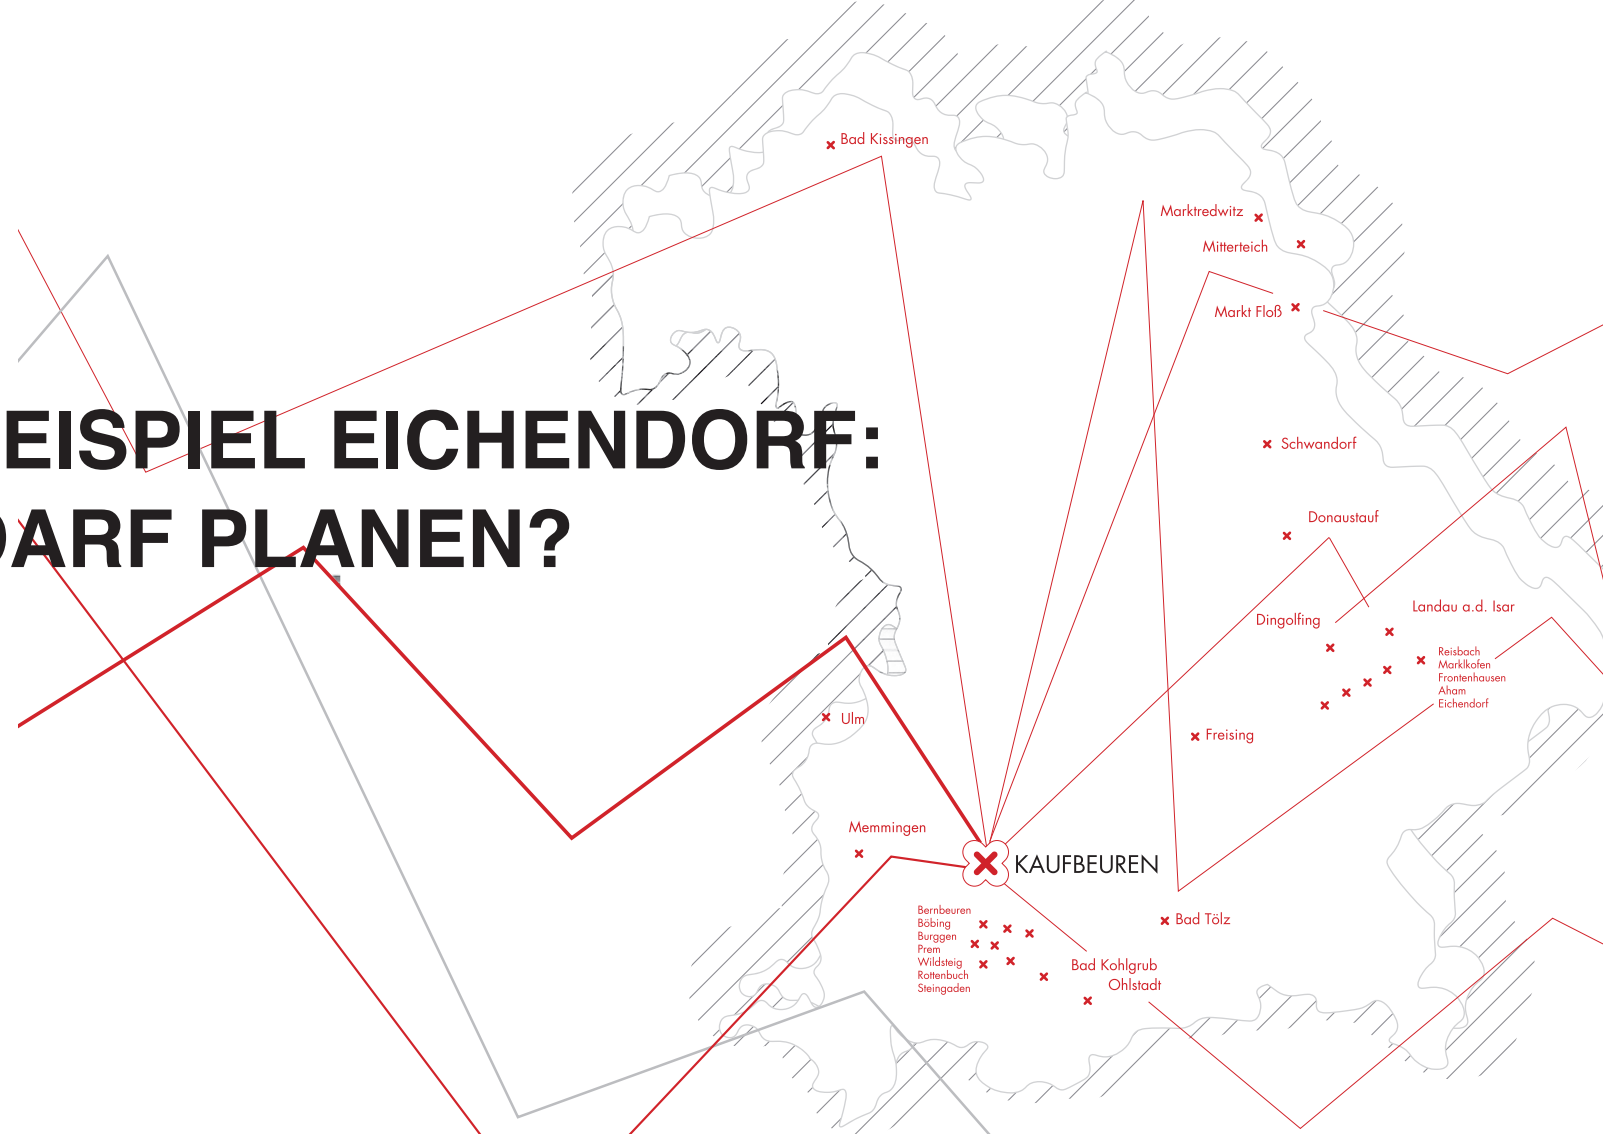 Bad Kissingen
Marktredwitz
Mitterteich
Markt Floß
EISPIEL EICHENDORF:
DARF PLANEN?
Schwandorf
Donaustauf
Landau a.d. Isar
Dingolfing
Reisbach
Marklkofen
Frontenhausen
Aham
Eichendorf
Ulm
Freising
Memmingen
KAUFBEUREN
Bernbeuren
Böbing
Burggen
Prem
Wildsteig
Rottenbuch
Steingaden
Bad Tölz
Bad Kohlgrub
Ohlstadt